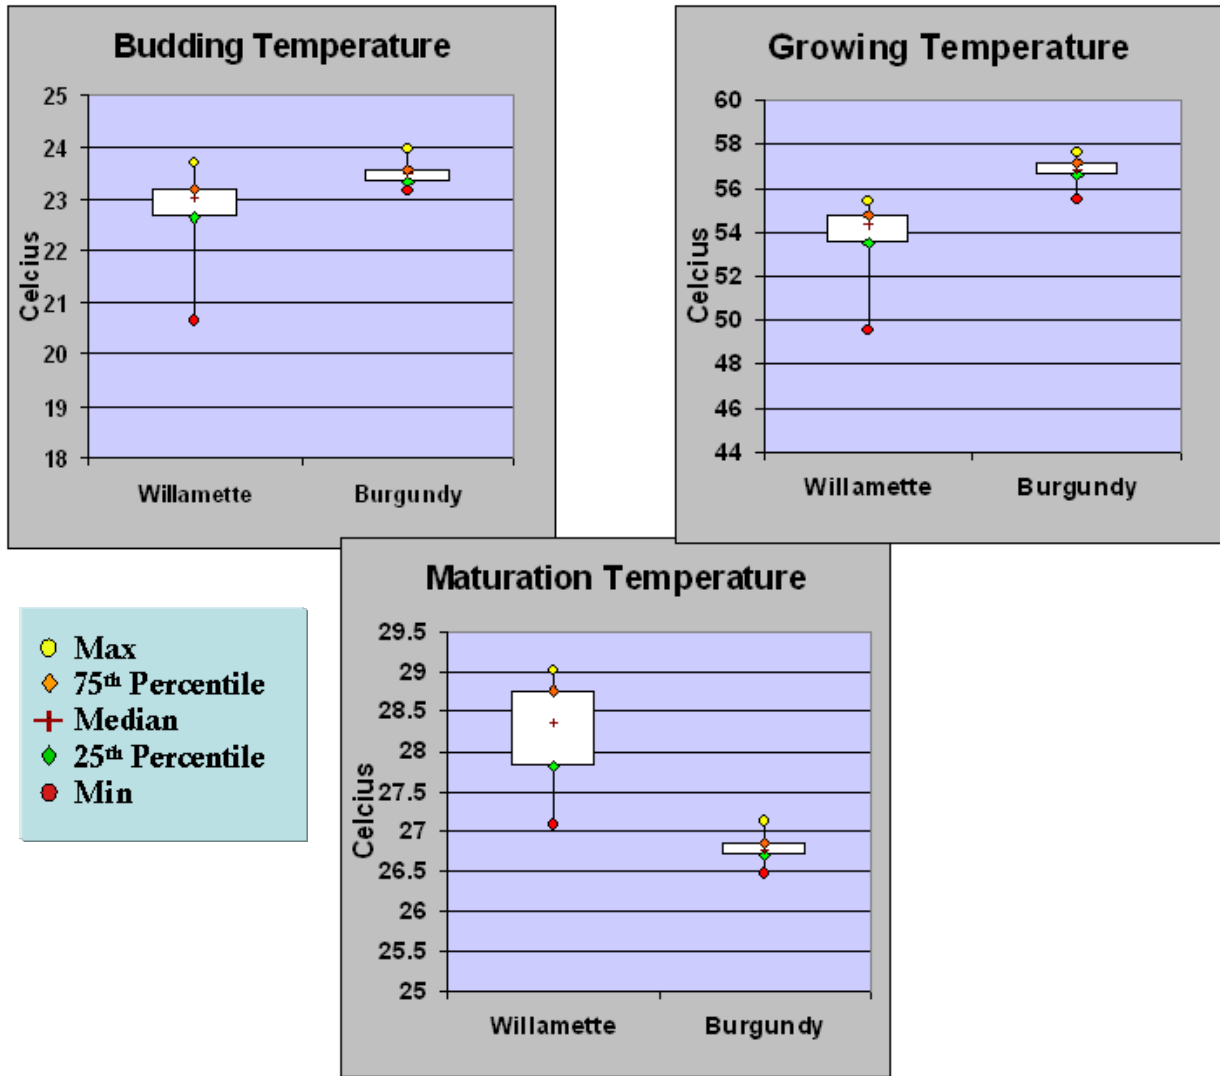 Budding Temperature
Celcius
25
24
23
22
21
20
19
18
Willamette Burgundy
Growing Temperature
Celcius
60
58
56
54
52
50
48
46
44
Willamette Burgundy
Max
75th Percentile
Median
25th Percentile
Min
Maturation Temperature
Celcius
29.5
29
28.5
28
27.5
27
26.5
26
25.5
25
Willamette Burgundy